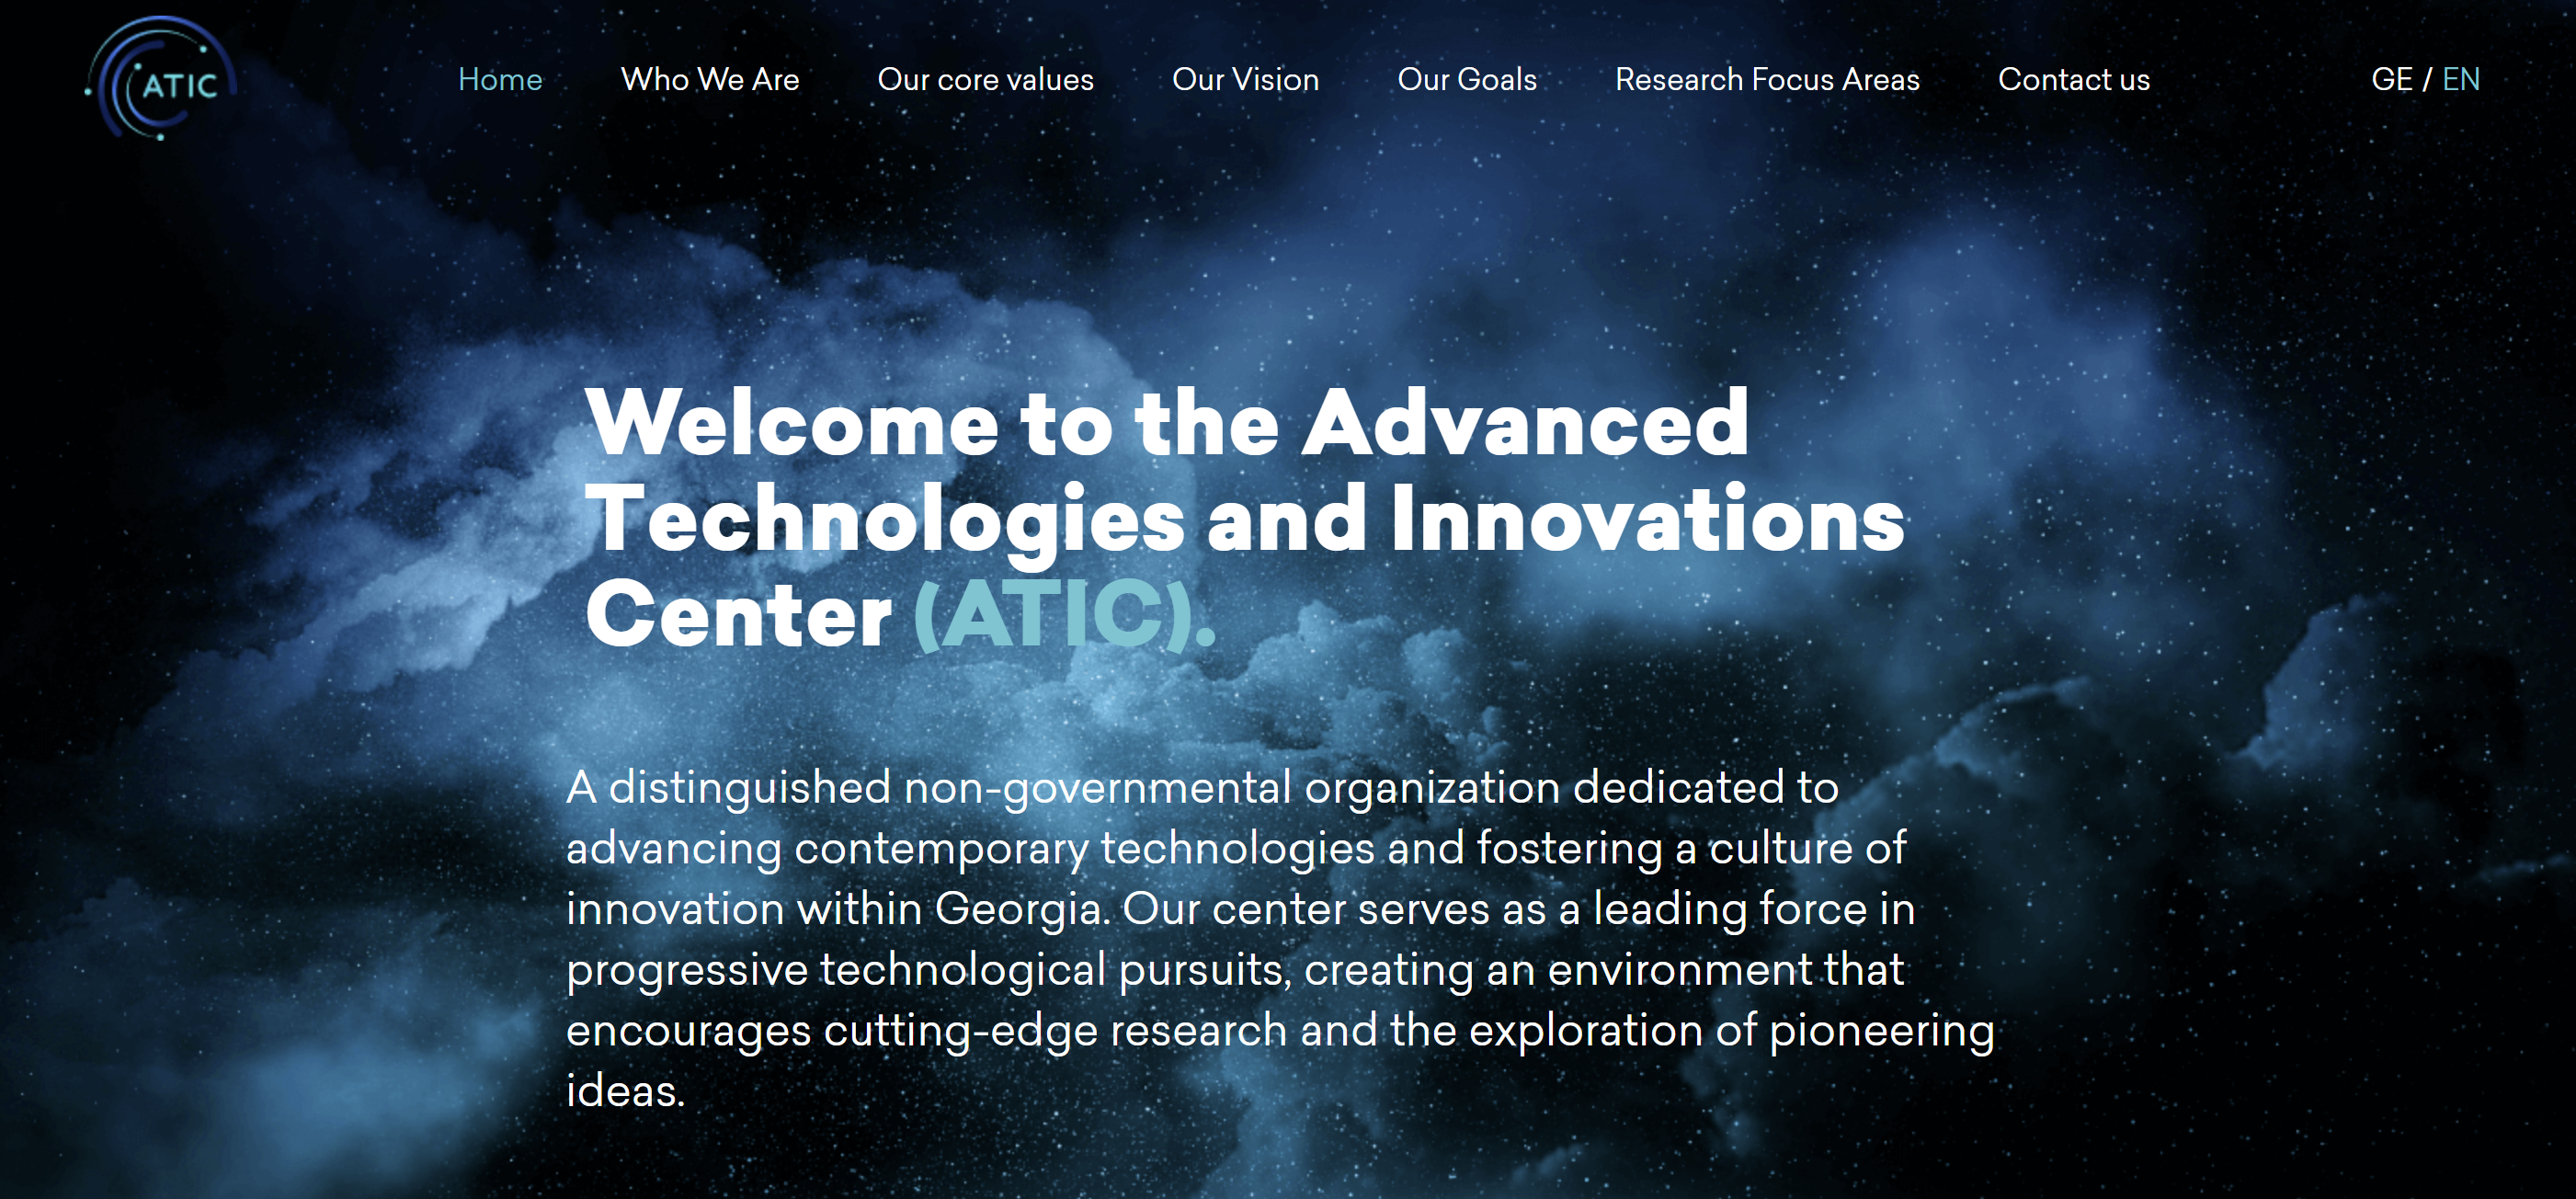 ATIC
Home
Who We Are
Our core values
Our Vision
Our Goals
Research Focus Areas
Contact us
GE / EN
Welcome to the Advanced
Technologies and Innovations
Center (ATIC).
A distinguished non-governmental organization dedicated to
advancing contemporary technologies and fostering a culture of
innovation within Georgia. Our center serves as a leading force in
progressive technological pursuits, creating an environment that
encourages cutting-edge research and the exploration of pioneering
ideas.